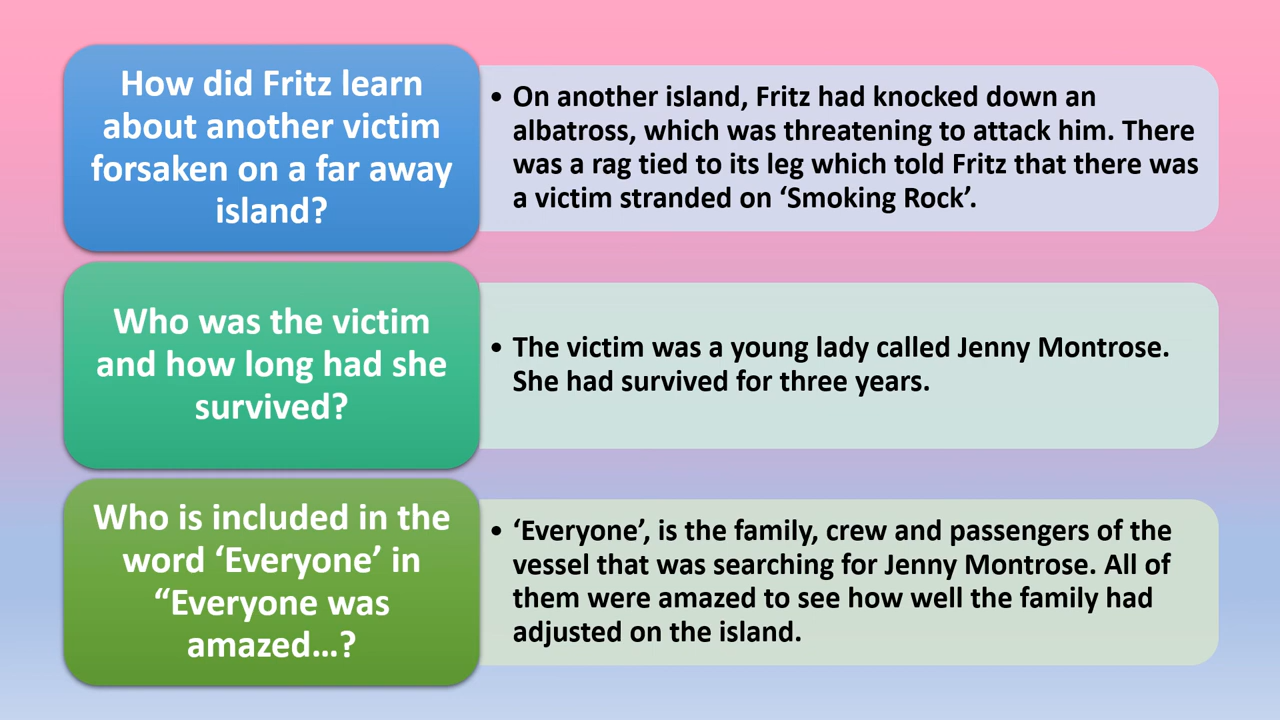 How did Fritz learn
about another victim
forsaken on a far away
island?
• On another island, Fritz had knocked down an
albatross, which was threatening to attack him. There
was a rag tied to its leg which told Fritz that there was
a victim stranded on ‘Smoking Rock’.
Who was the victim
and how long had she
survived?
• The victim was a young lady called Jenny Montrose.
She had survived for three years.
Who is included in the
word ‘Everyone’ in
“Everyone was
amazed…?
• ‘Everyone’, is the family, crew and passengers of the
vessel that was searching for Jenny Montrose. All of
them were amazed to see how well the family had
adjusted on the island.